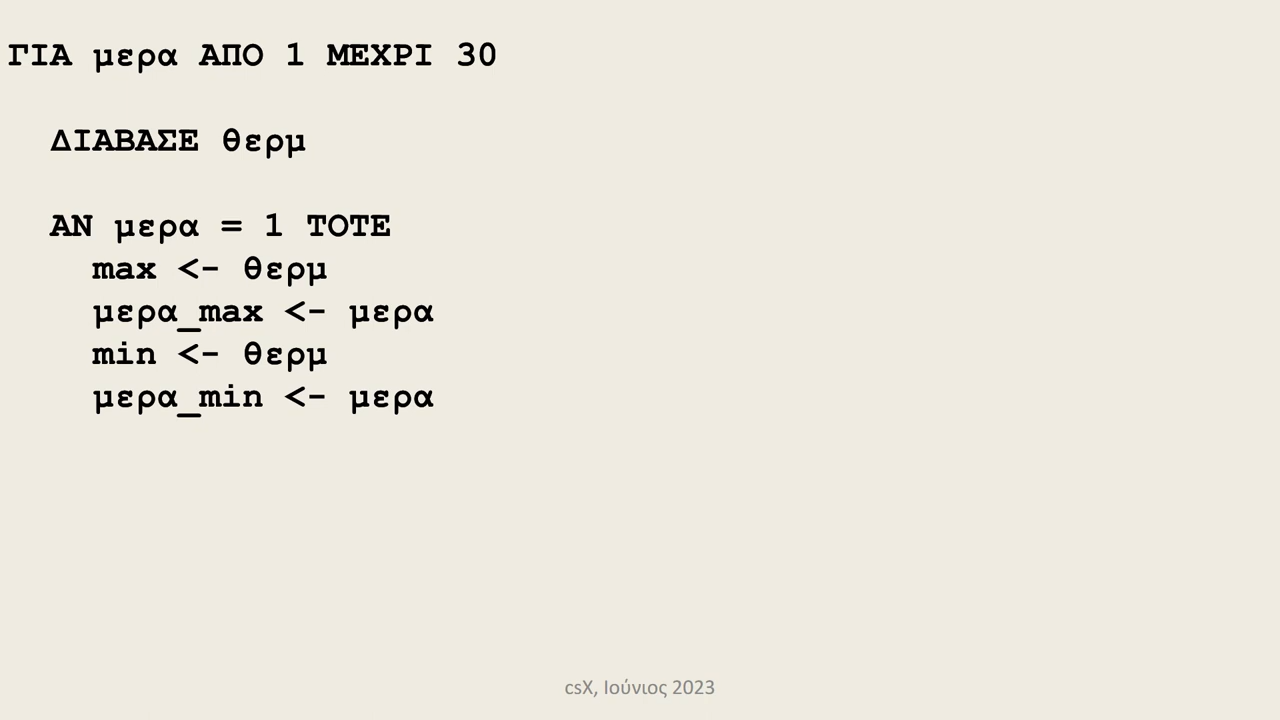 ΓΙΑ μερα ΑΠΟ 1 ΜΕΧΡΙ 30
ΔΙΑΒΑΣΕ θερμ
ΑΝ μερα = 1 ΤΟΤΕ
max <- θερμ
μερα_max <- μερα
min <- θερμ
μερα_min <- μερα
csX, Ιούνιος 2023